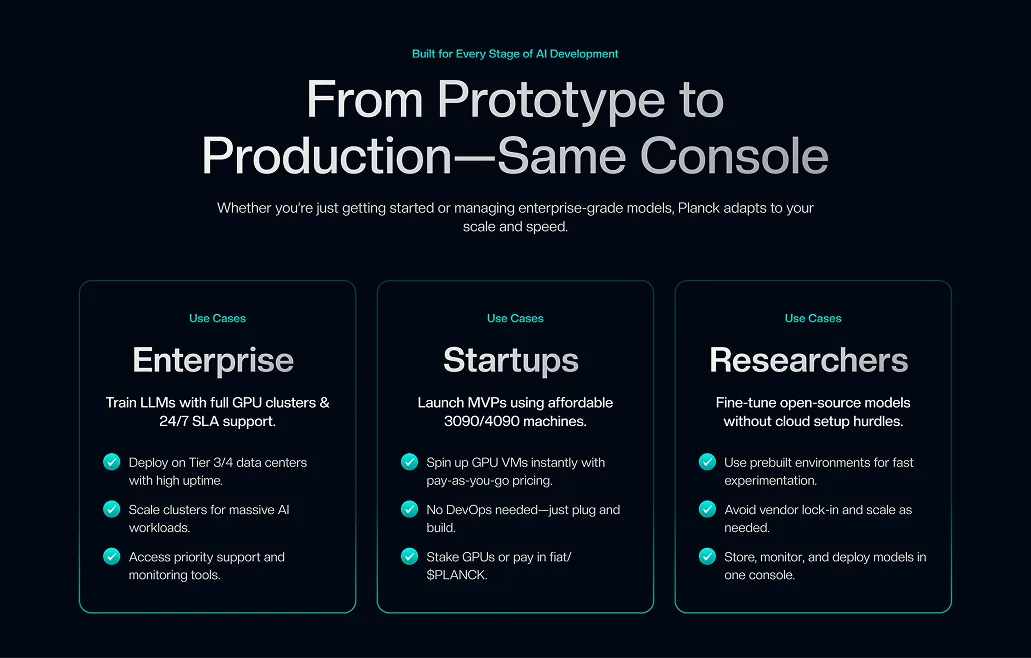 Built for Every Stage of AI Development
From Prototype to
Production—Same Console
Whether you're just getting started or managing enterprise-grade models, Planck adapts to your
scale and speed.
Use Cases
Enterprise
Train LLMs with full GPU clusters &
24/7 SLA support.
Deploy on Tier 3/4 data centers
with high uptime.
Scale clusters for massive AI
workloads.
Access priority support and
monitoring tools.
Use Cases
Startups
Launch MVPs using affordable
3090/4090 machines.
Spin up GPU VMs instantly with
pay-as-you-go pricing.
No DevOps needed—just plug and
build.
Stake GPUs or pay in fiat/
$PLANCK.
Use Cases
Researchers
Fine-tune open-source models
without cloud setup hurdles.
Use prebuilt environments for fast
experimentation.
Avoid vendor lock-in and scale as
needed.
Store, monitor, and deploy models in
one console.